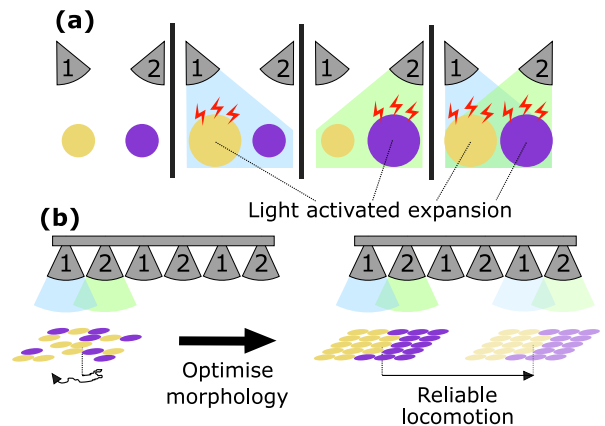 (a)
1 2 1 2 1 2 1 2
Light activated expansion
(b)
1 2 1 2 1 2 1 2 1 2 1 2
Optimise
morphology
Reliable
locomotion